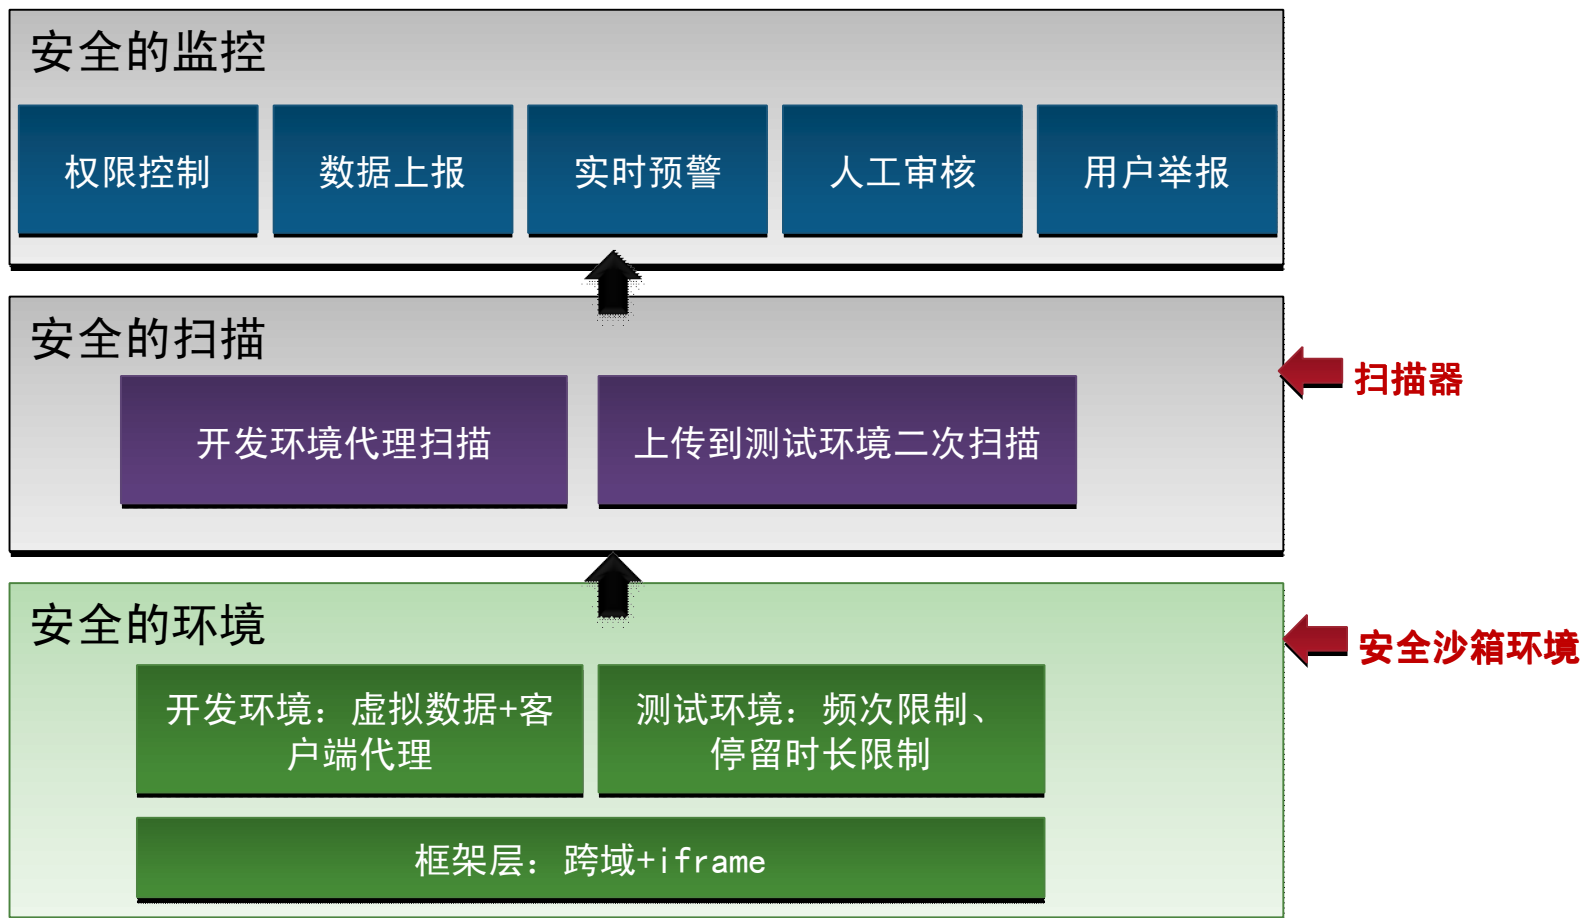 安全的监控
权限控制
数据上报
实时预警
人工审核
用户举报
安全的扫描
扫描器
开发环境代理扫描
上传到测试环境二次扫描
安全的环境
安全沙箱环境
开发环境：虚拟数据+客
户端代理
测试环境：频次限制、
停留时长限制
框架层：跨域+iframe